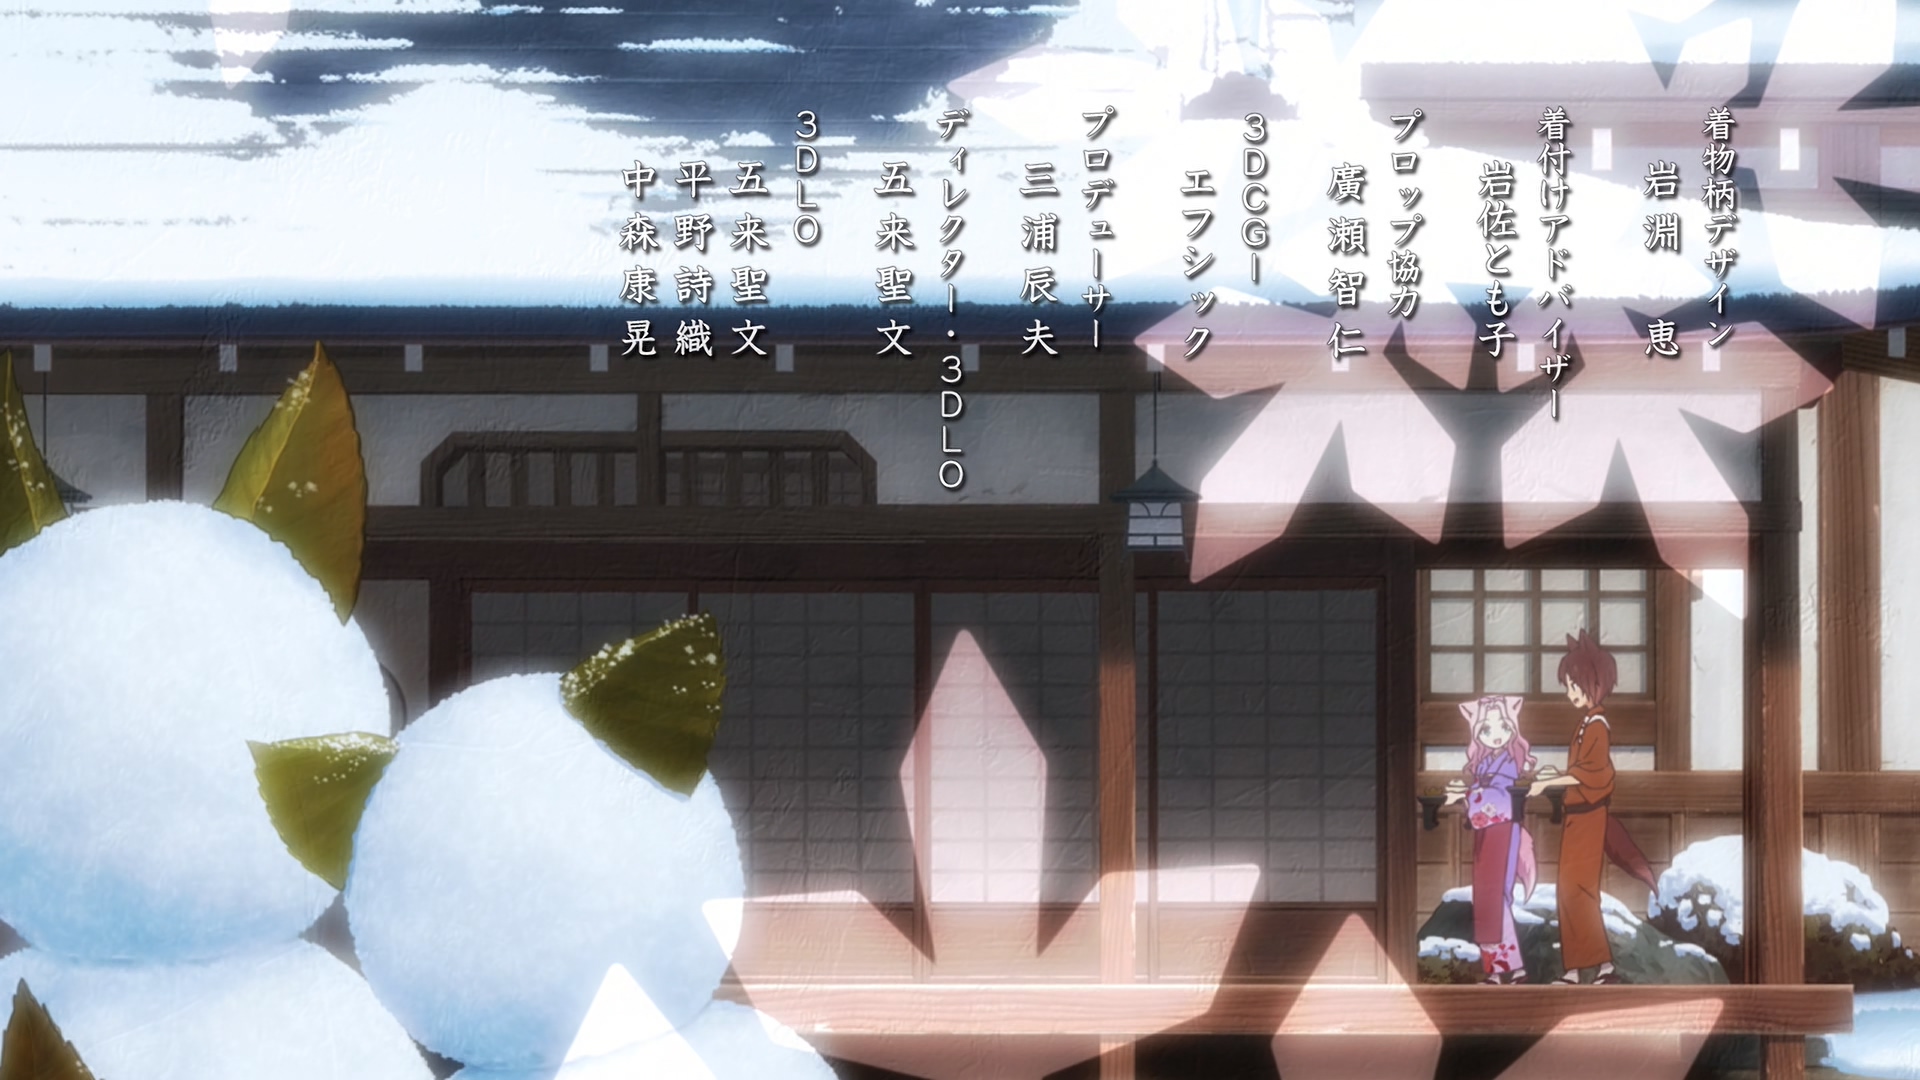 着物柄デザイン
岩淵 恵
着付けアドバイザー
岩佐とも子
プロップ協力
廣瀬智仁
3DCGI
エフシック
プロデューサー
三浦辰夫
ディレクター・3DLO
五来聖文
3DLO
五来聖文
平野詩織
中森康晃